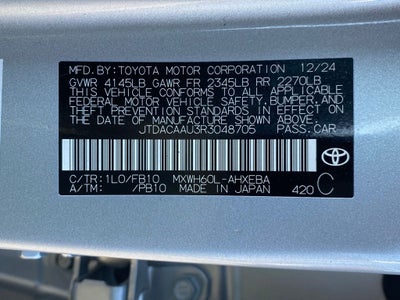 MFD.BY:TOYOTA MOTOR CORPORATION 12/24
GVWR 4145LB GAWR FR 2345LB RR 2270LB
THIS VEHICLE CONFORMS TO ALL APPLICABLE
FEDERAL MOTOR VEHICLE SAFETY,BUMPER,AND
THEFT PREVENTION STANDARDS IN EFFECT ON
THE DATE OF MANUFACTURE SHOWN ABOVE.
JTDACAAU3R3048705 PASS.CAR
C/TR:1L0/FB10 MXWH60L-AHXEBA
A/TM: /PB10 MADE IN JAPAN 420 C